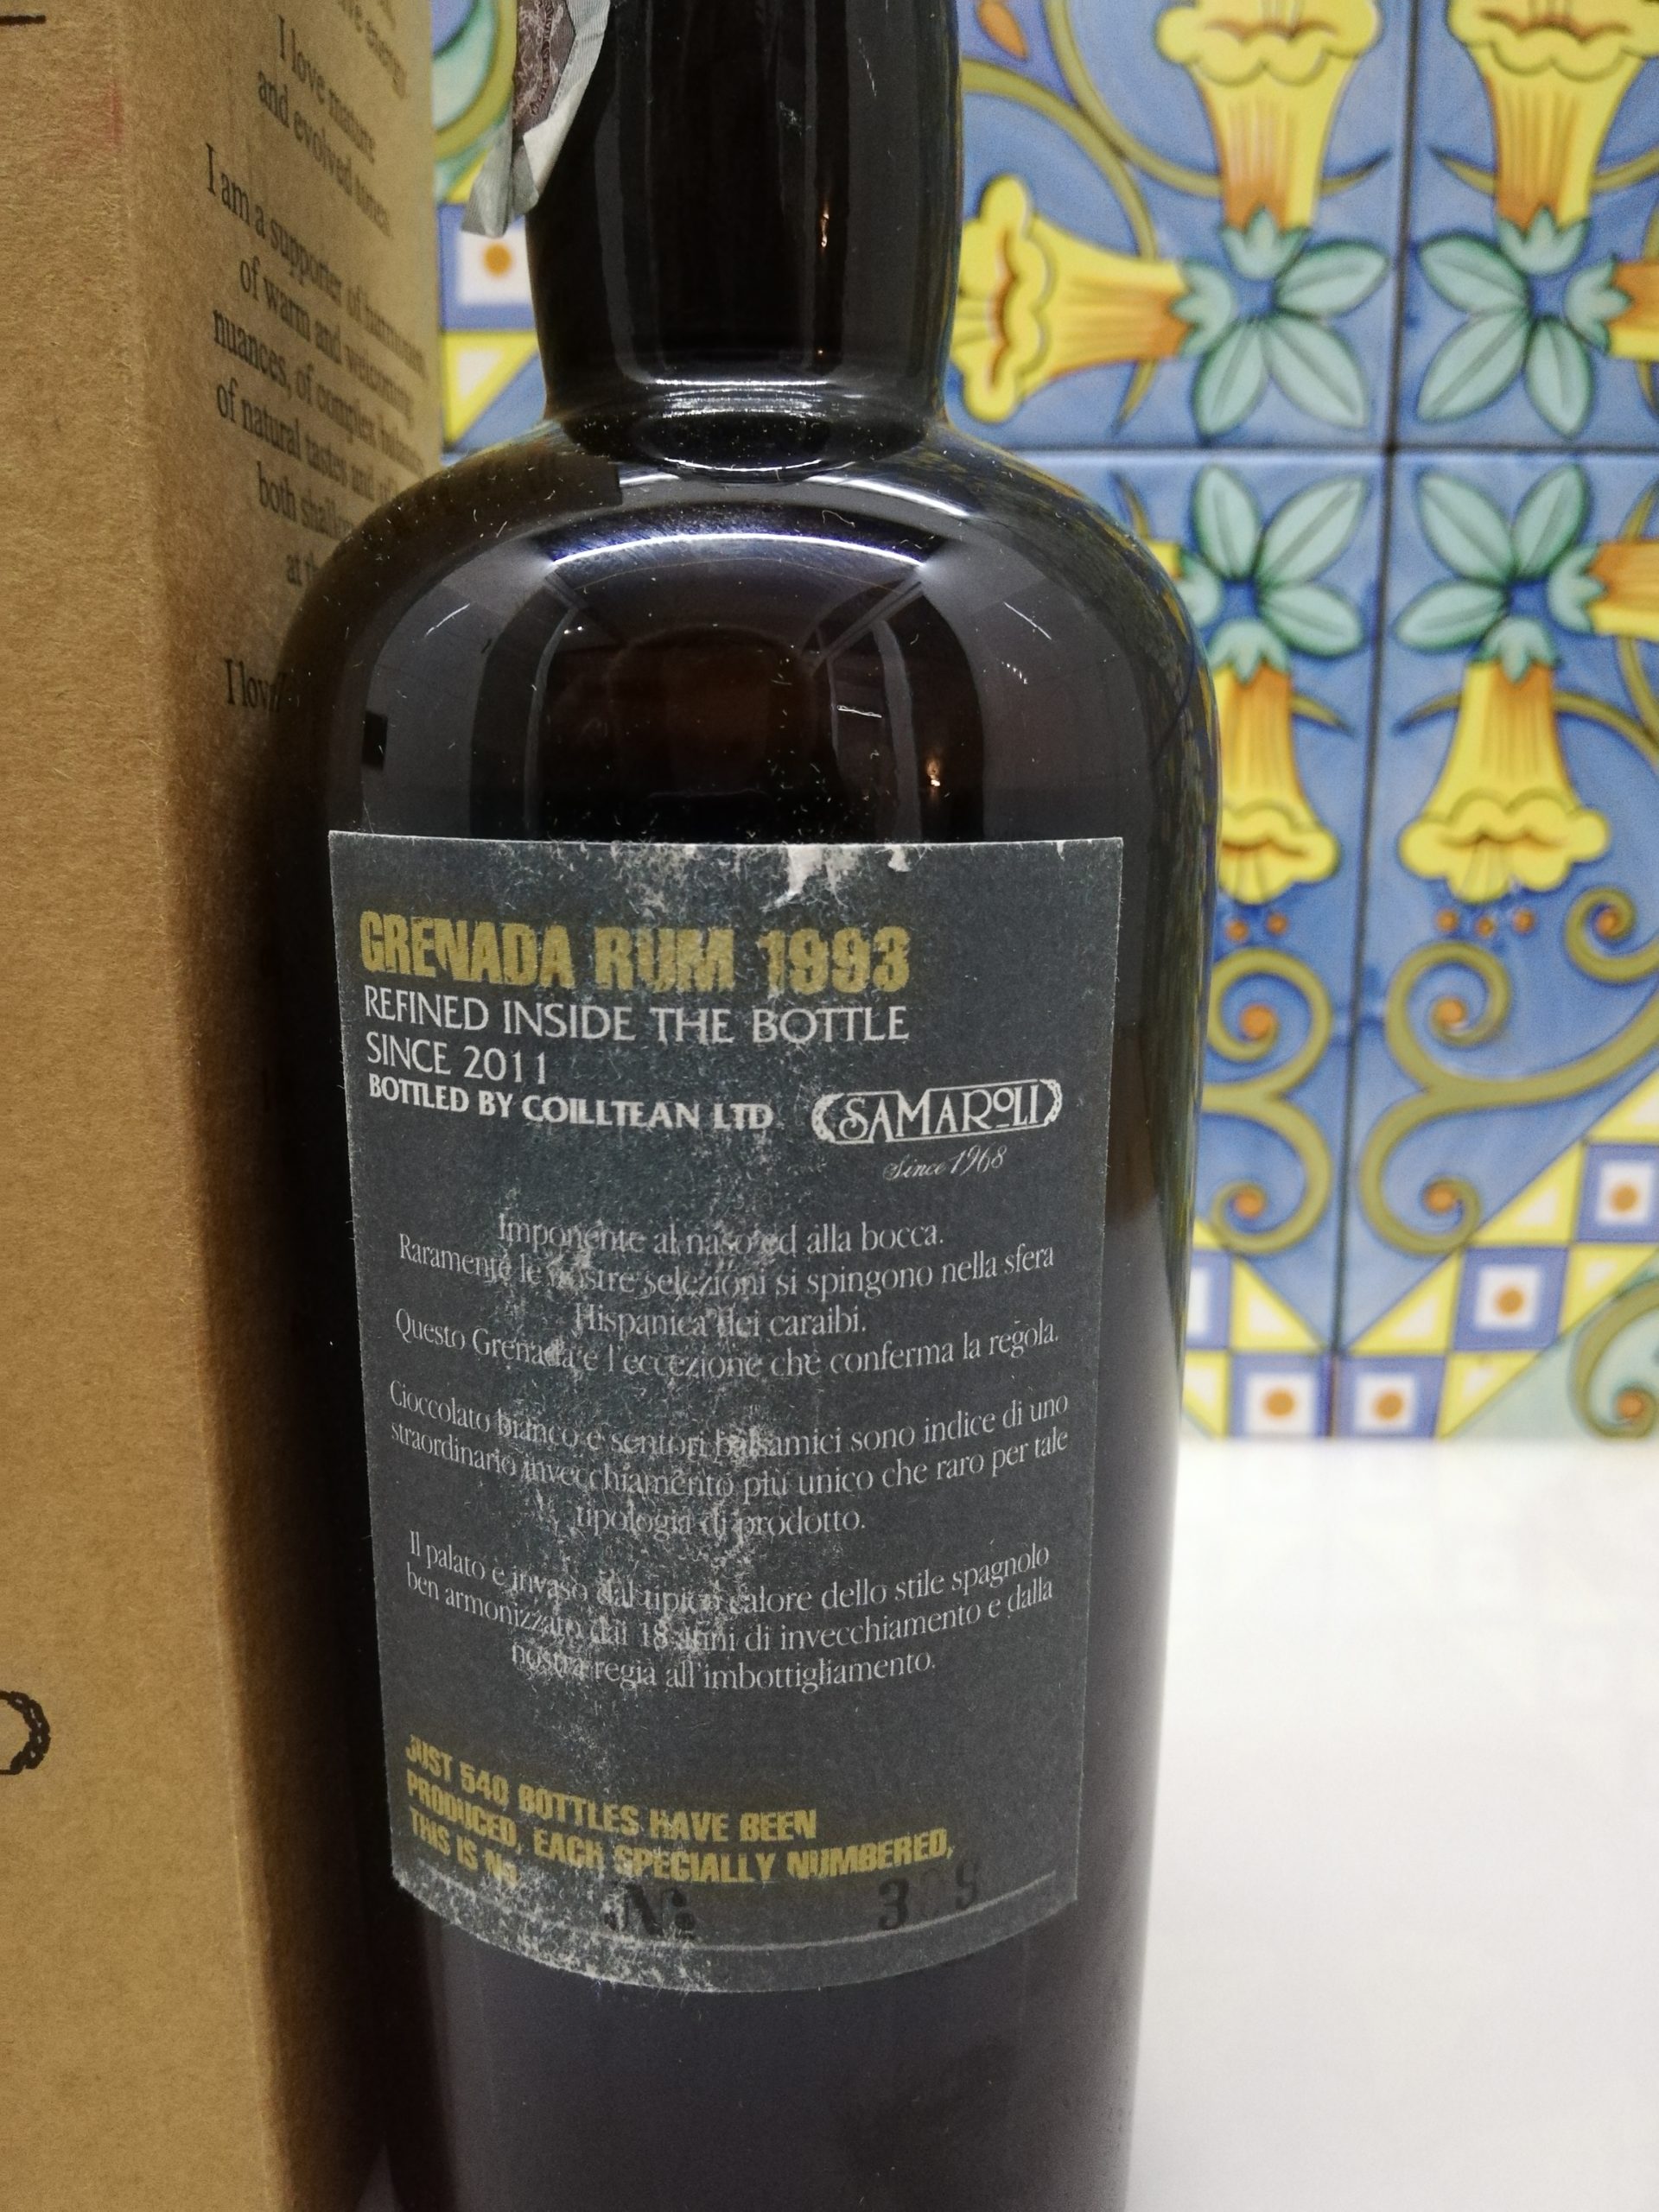 I love mature
and evolved tones
I am a supporter of
of warm and welcoming
nuances, of complex
of natural tastes and
both
GRENADA RUM 1993
REFINED INSIDE THE BOTTLE
SINCE 2011
BOTTLED BY COILLTEAN LTD
SAMAROLI
Since 1968
Imponente al naso ed alla bocca.
Raramente le nostre selezioni si spingono nella sfera
Hispanica dei caraibi.
Questo Grenada e l'eccezione che conferma la regola.
Cioccolato bianco e sentori balsamici sono indice di uno
straordinario invecchiamento più unico che raro per tale
tipologia di prodotto.
Il palato e invaso dal tipico calore dello stile spagnolo
ben armonizzato dai 18 anni di invecchiamento e dalla
nostra regia all'imbottigliamento.
JUST 540 BOTTLES HAVE BEEN
PRODUCED, EACH SPECIALLY NUMBERED,
THIS IS No
Nº